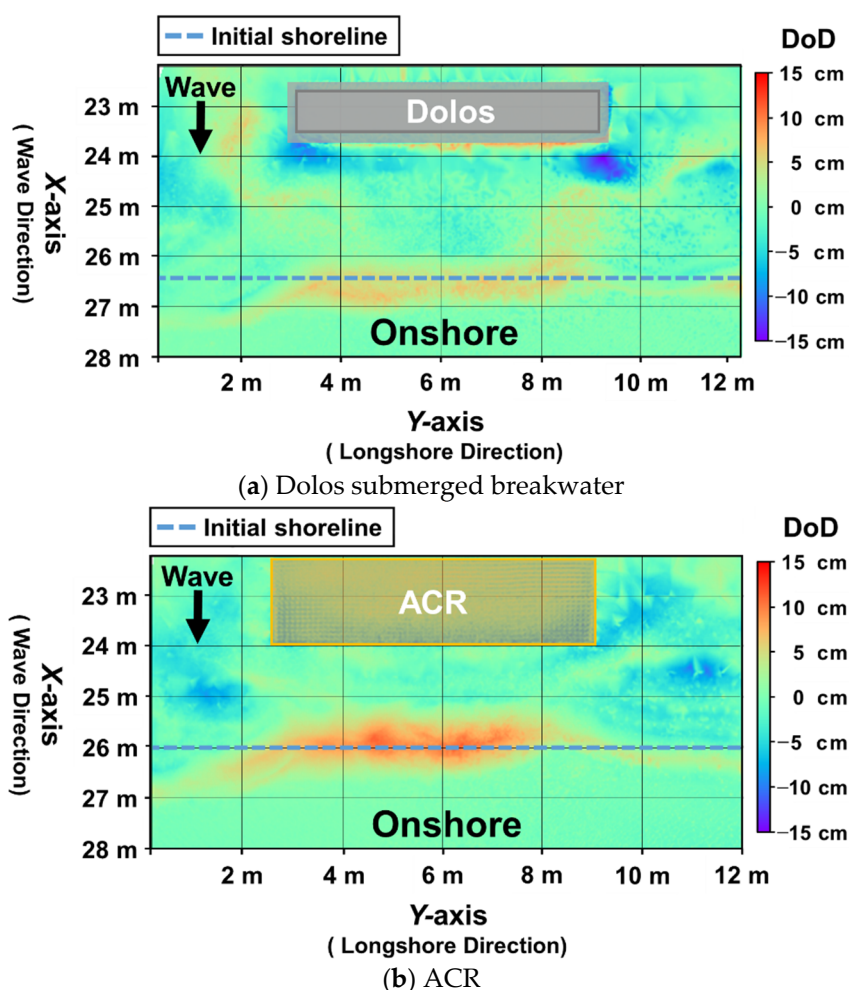 Initial shoreline
DoD
Wave
Dolos
15 cm
23 m
10 cm
24 m
5 cm
X-axis
( Wave Direction)
25 m
0 cm
26 m
−5 cm
27 m
−10 cm
Onshore
28 m
−15 cm
2 m 4 m 6 m 8 m 10 m 12 m
Y-axis
( Longshore Direction)
(a) Dolos submerged breakwater
Initial shoreline
DoD
Wave
15 cm
23 m
ACR
10 cm
24 m
5 cm
X-axis
( Wave Direction)
25 m
0 cm
26 m
−5 cm
27 m
−10 cm
Onshore
28 m
−15 cm
2 m 4 m 6 m 8 m 10 m 12 m
Y-axis
( Longshore Direction)
(b) ACR